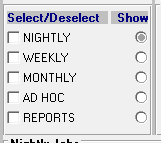 Select/Deselect Show
NIGHTLY
WEEKLY
MONTHLY
AD HOC
REPORTS
Nightly Jobs